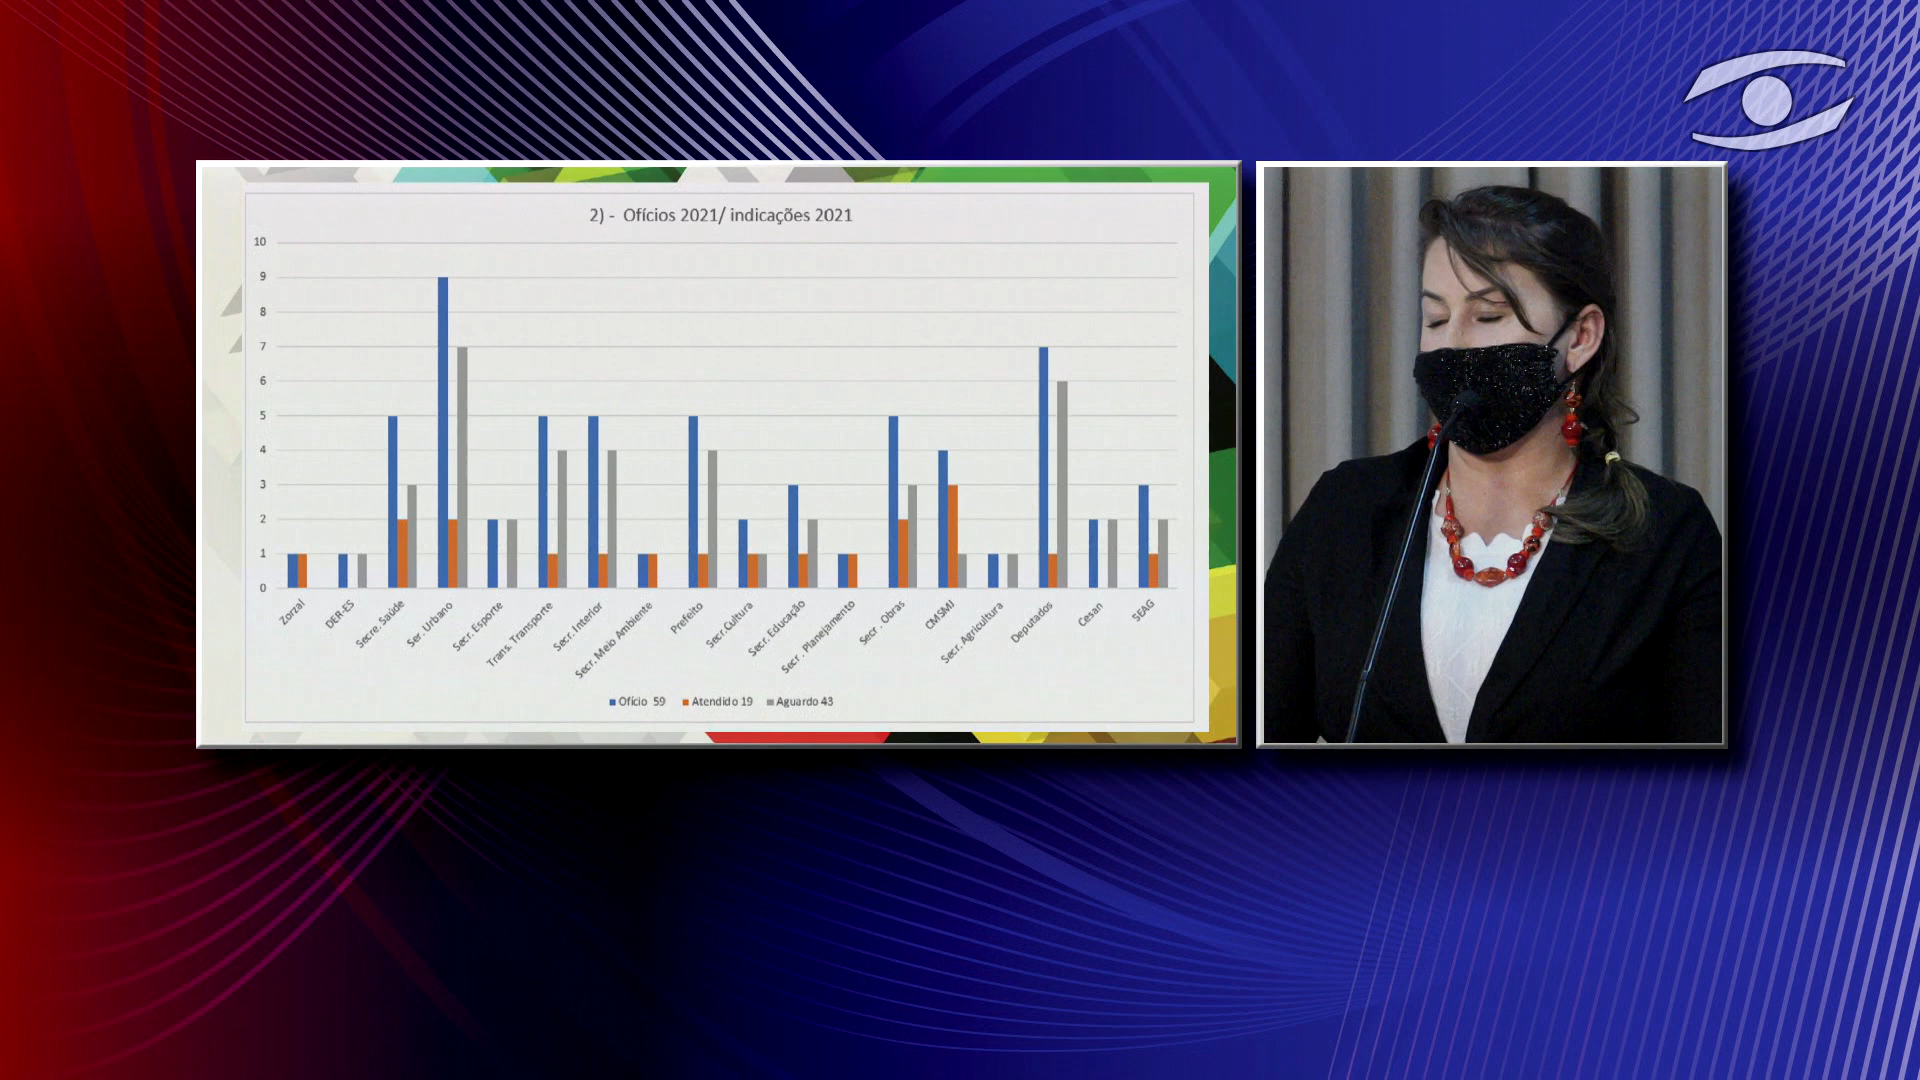 2) - Ofícios 2021/ indicações 2021
10
9
8
7
6
5
4
3
2
1
0
Zorzal
DER-ES
Secre. Saúde
Ser. Urbano
Secr. Esporte
Trans. Transporte
Secr. Interior
Secr. Meio Ambiente
Prefeito
Secr.Cultura
Secr. Educação
Secr . Planejamento
Secr . Obras
CMSMJ
Secr. Agricultura
Deputados
Cesan
SEAG
Ofício 59 Atendido 19 Aguardo 43